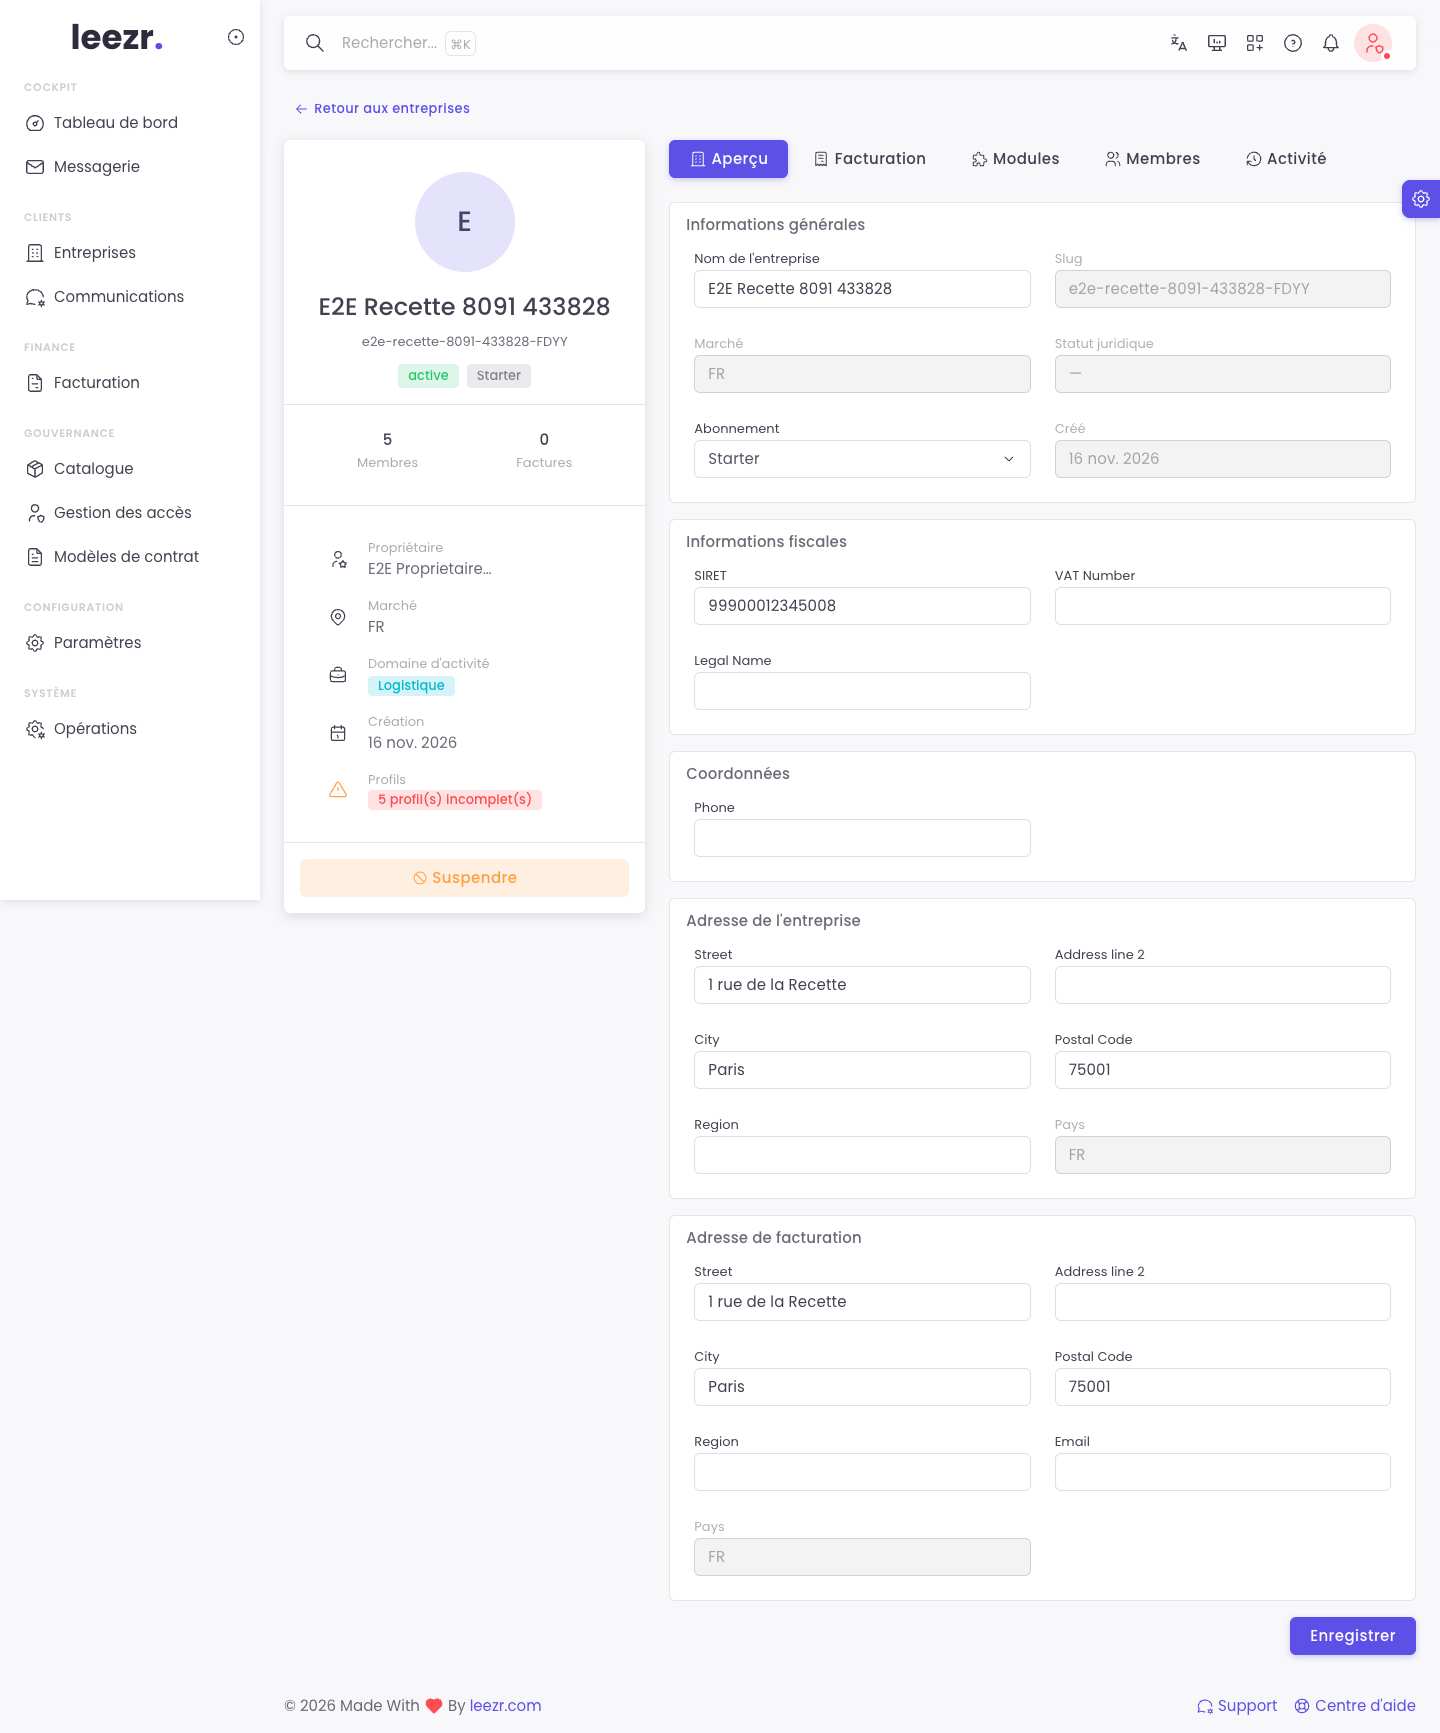 leezr.
COCKPIT
Tableau de bord
Messagerie
CLIENTS
Entreprises
Communications
FINANCE
Facturation
GOUVERNANCE
Catalogue
Gestion des accès
Modèles de contrat
CONFIGURATION
Paramètres
SYSTÈME
Opérations
Rechercher... ⌘K
Retour aux entreprises
E
E2E Recette 8091 433828
e2e-recette-8091-433828-FDYY
active Starter
5 0
Membres Factures
Propriétaire
E2E Proprietaire...
Marché
FR
Domaine d'activité
Logistique
Création
16 nov. 2026
Profils
5 profil(s) incomplet(s)
Suspendre
Aperçu Facturation Modules Membres Activité
Informations générales
Nom de l'entreprise Slug
E2E Recette 8091 433828 e2e-recette-8091-433828-FDYY
Marché Statut juridique
FR —
Abonnement Créé
Starter 16 nov. 2026
Informations fiscales
SIRET VAT Number
99900012345008
Legal Name
Coordonnées
Phone
Adresse de l'entreprise
Street Address line 2
1 rue de la Recette
City Postal Code
Paris 75001
Region Pays
FR
Adresse de facturation
Street Address line 2
1 rue de la Recette
City Postal Code
Paris 75001
Region Email
Pays
FR
Enregistrer
© 2026 Made With ❤ By leezr.com Support Centre d'aide